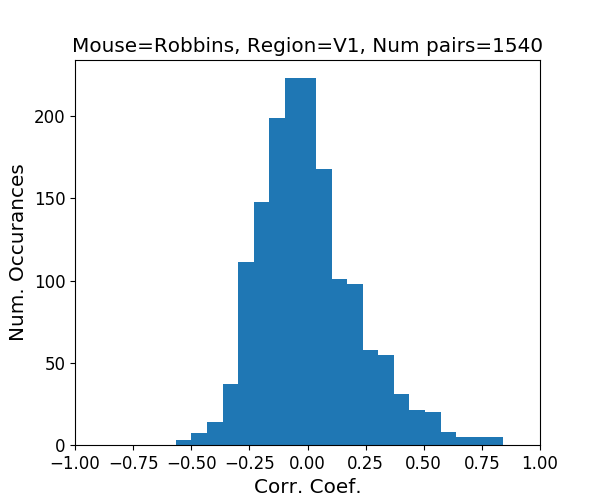 Mouse=Robbins, Region=V1, Num pairs=1540
Num. Occurances
200
150
100
50
0
−1.00 −0.75 −0.50 −0.25 0.00 0.25 0.50 0.75 1.00
Corr. Coef.